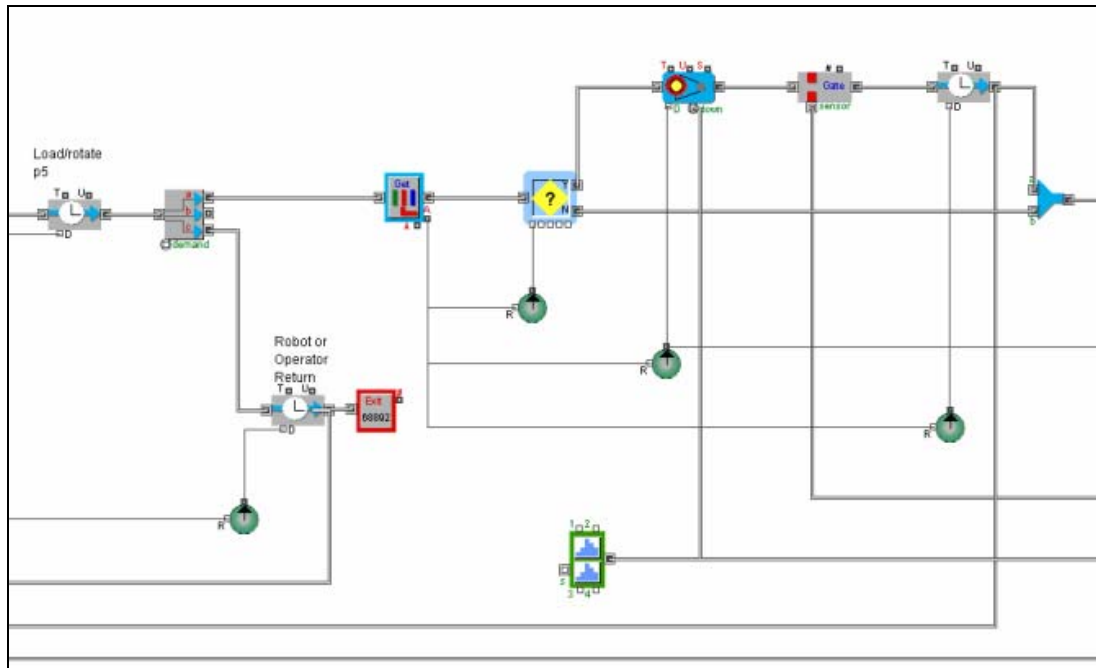 T U S
#
T U
Gate
D
down
sensor
D
Load/rotate
p5
T U
a
b
c
D
demand
Get
A
Δ
?
Y
N
a
b
R
R
R
Robot or
Operator
Return
T U
#
Exit
68892
D
R
1 2
S
3 4